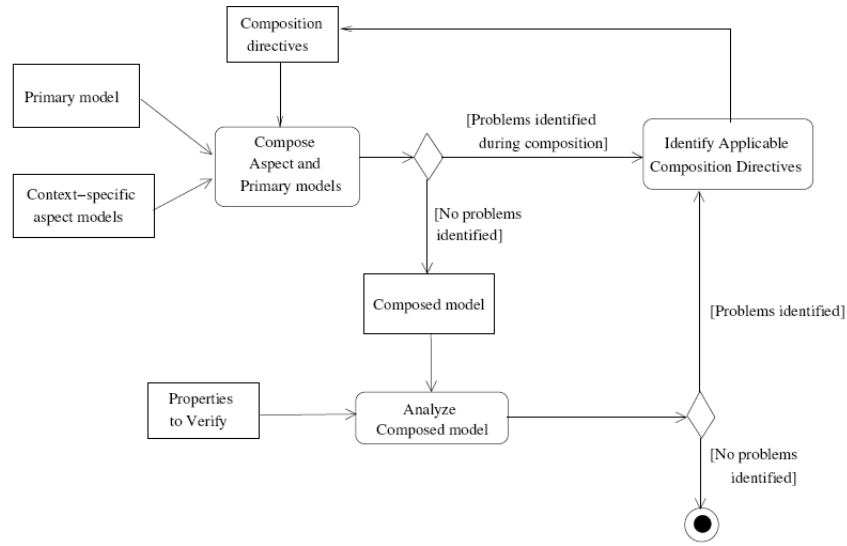 Composition
directives
Primary model
Compose
Aspect and
Primary models
[Problems identified
during composition]
Identify Applicable
Composition Directives
Context−specific
aspect models
[No problems
identified]
Composed model
[Problems identified]
Properties
to Verify
Analyze
Composed model
[No problems
identified]